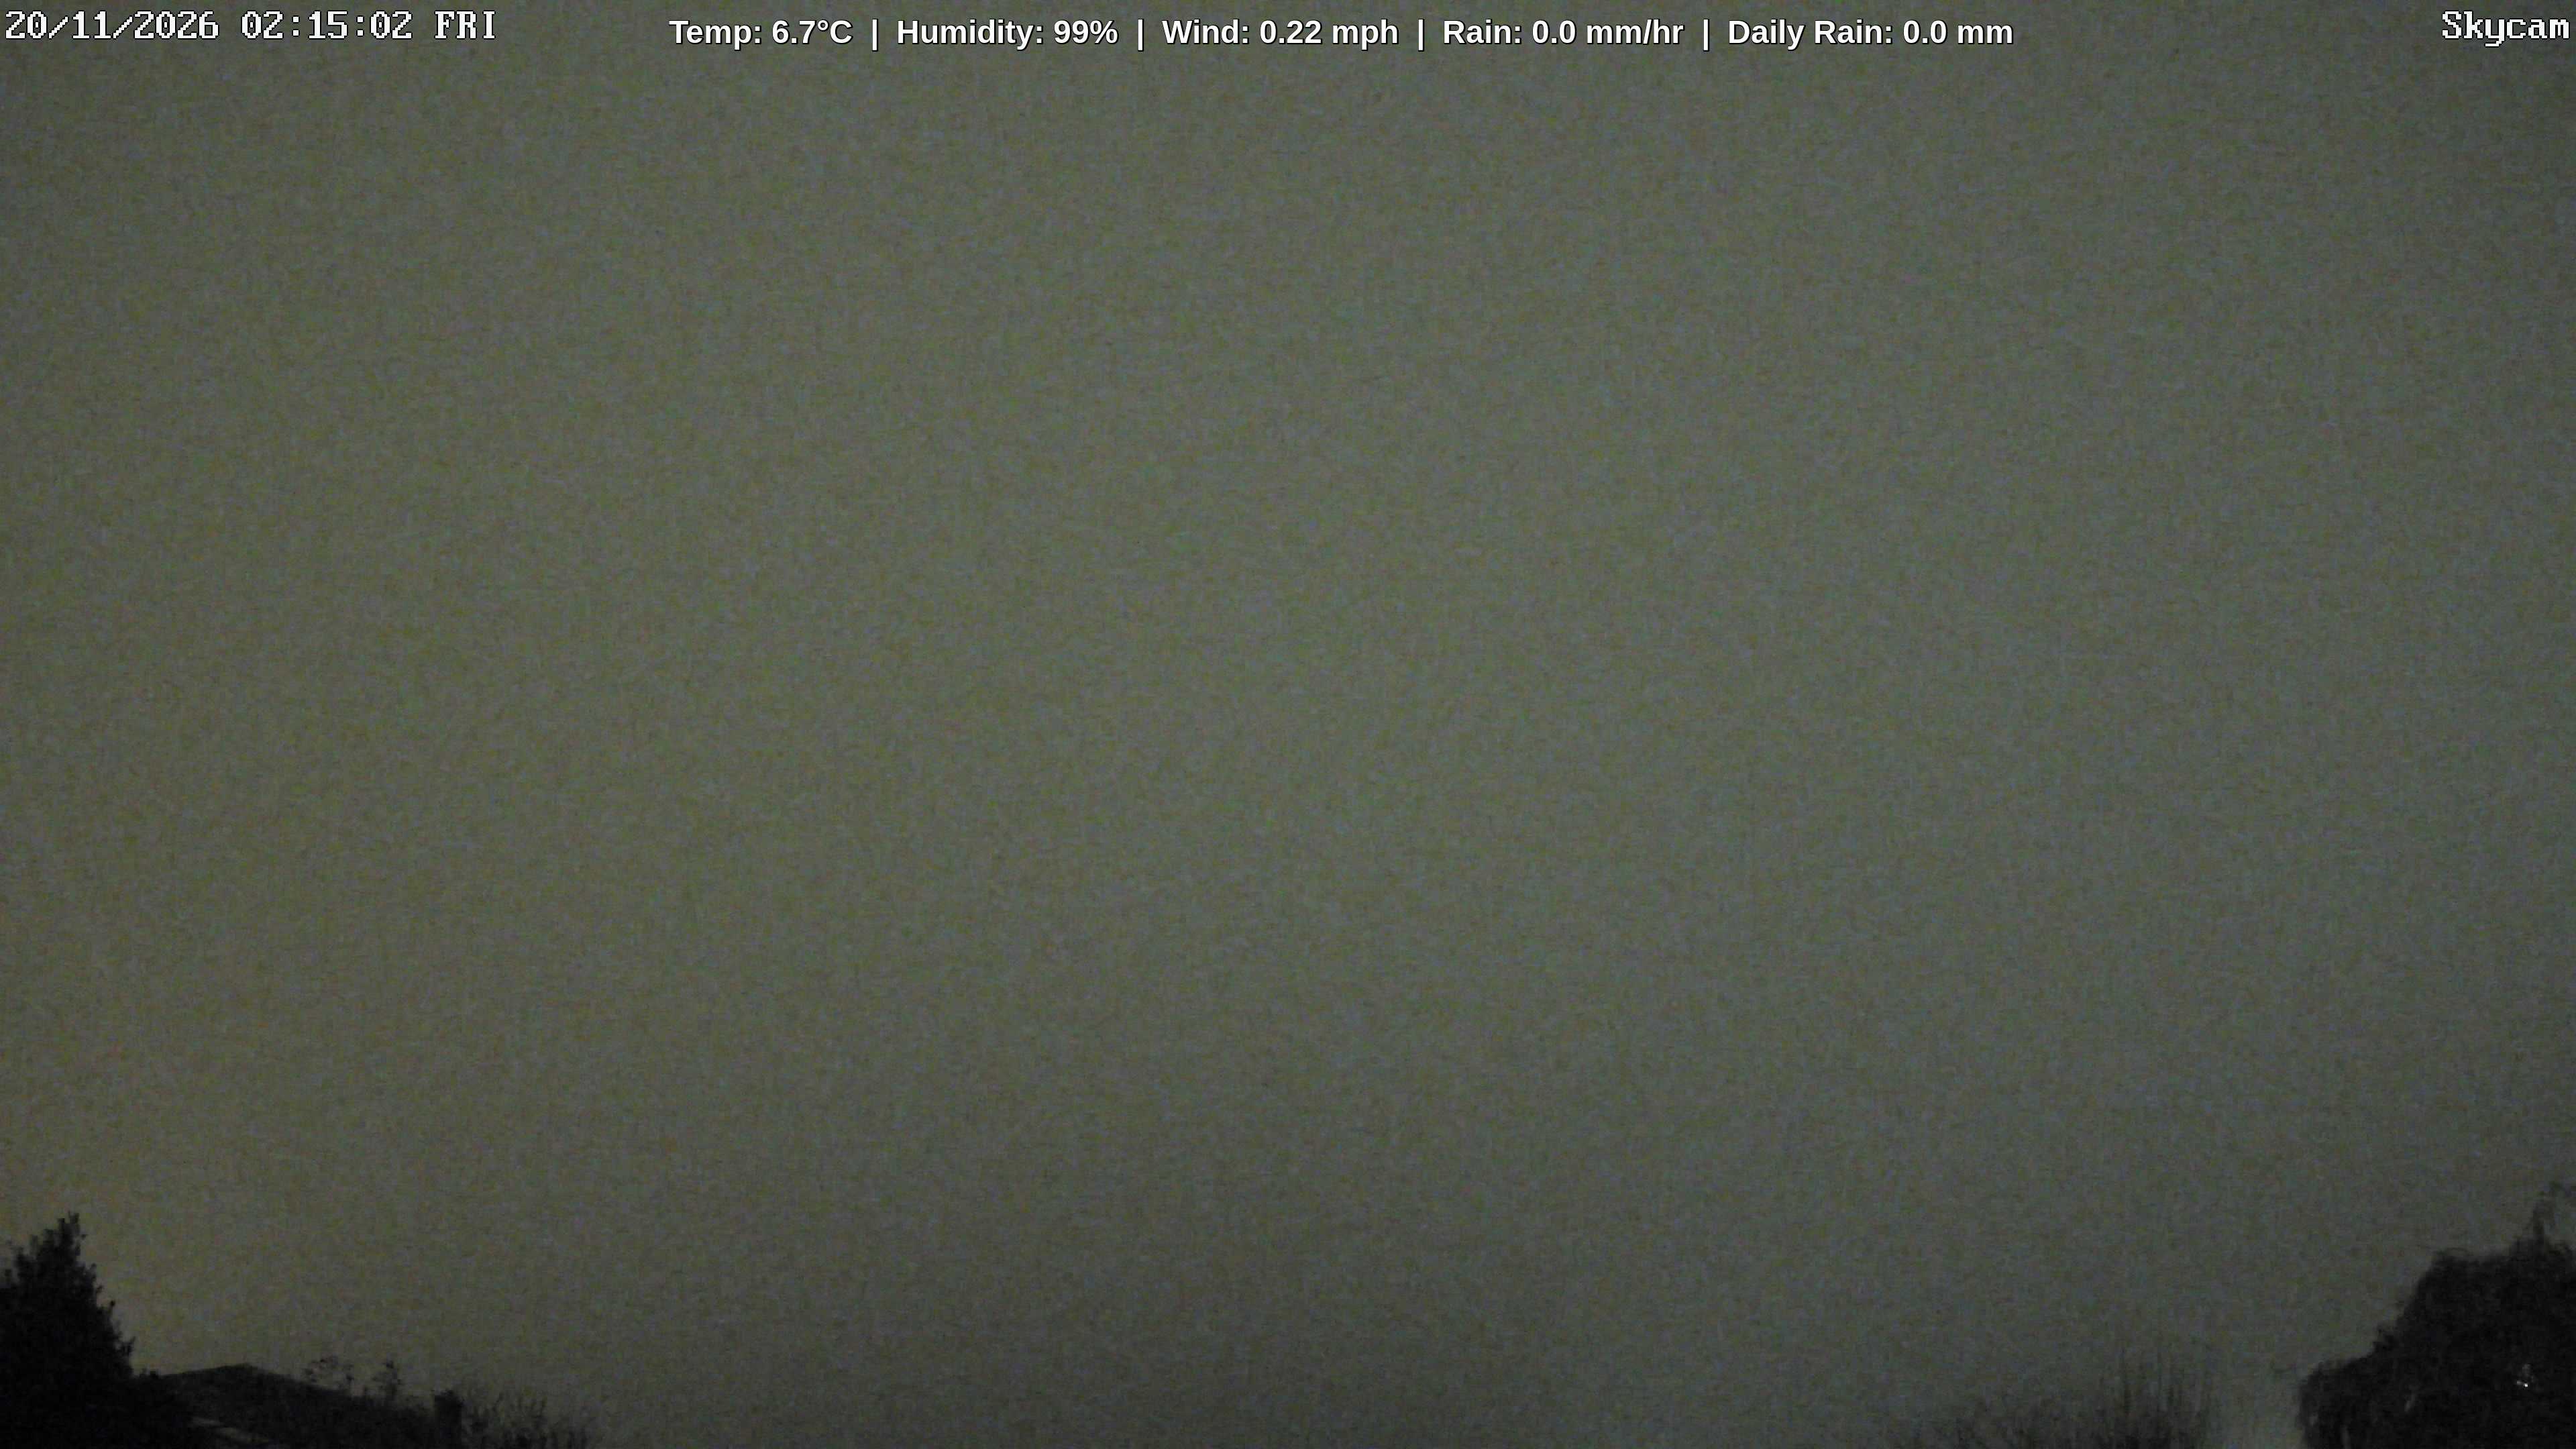 20/11/2026 02:15:02 FRI
Temp: 6.7°C | Humidity: 99% | Wind: 0.22 mph | Rain: 0.0 mm/hr | Daily Rain: 0.0 mm
Skycam